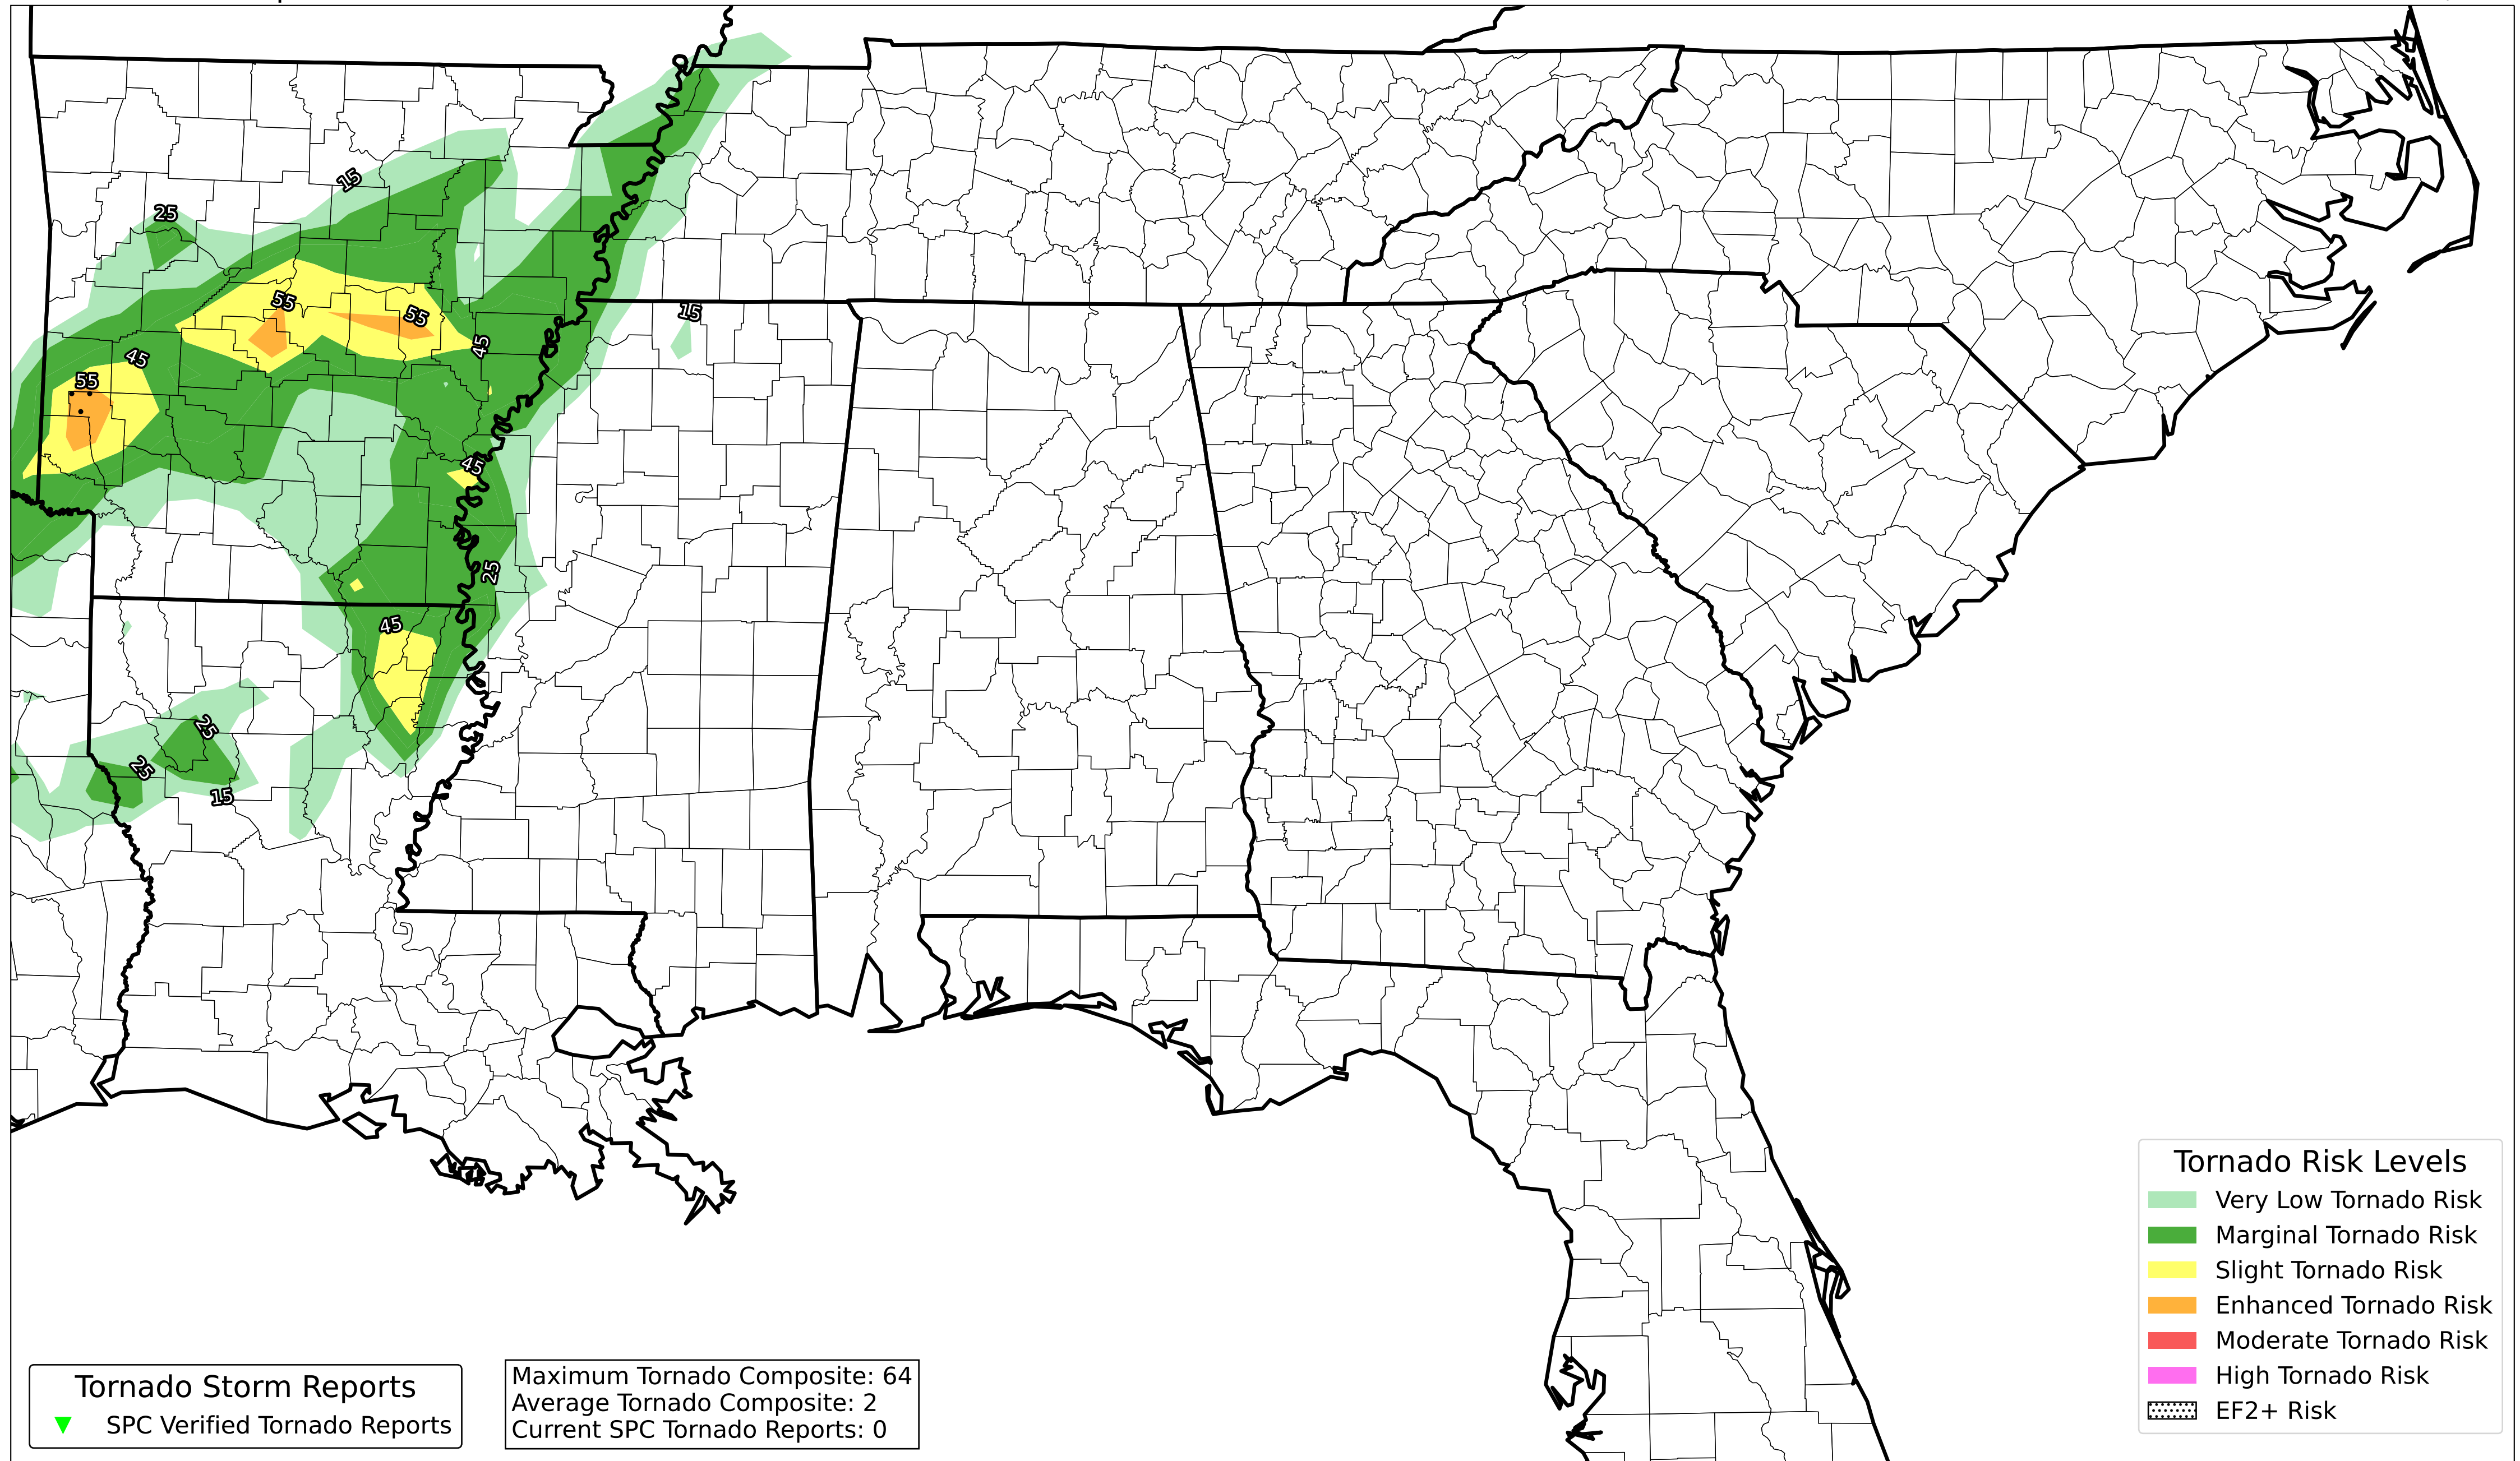 15
25
15
55
55
45
45
55
45
25
45
25
25
15
Tornado Risk Levels
Very Low Tornado Risk
Marginal Tornado Risk
Slight Tornado Risk
Enhanced Tornado Risk
Moderate Tornado Risk
High Tornado Risk
EF2+ Risk
Tornado Storm Reports
SPC Verified Tornado Reports
Maximum Tornado Composite: 64
Average Tornado Composite: 2
Current SPC Tornado Reports: 0